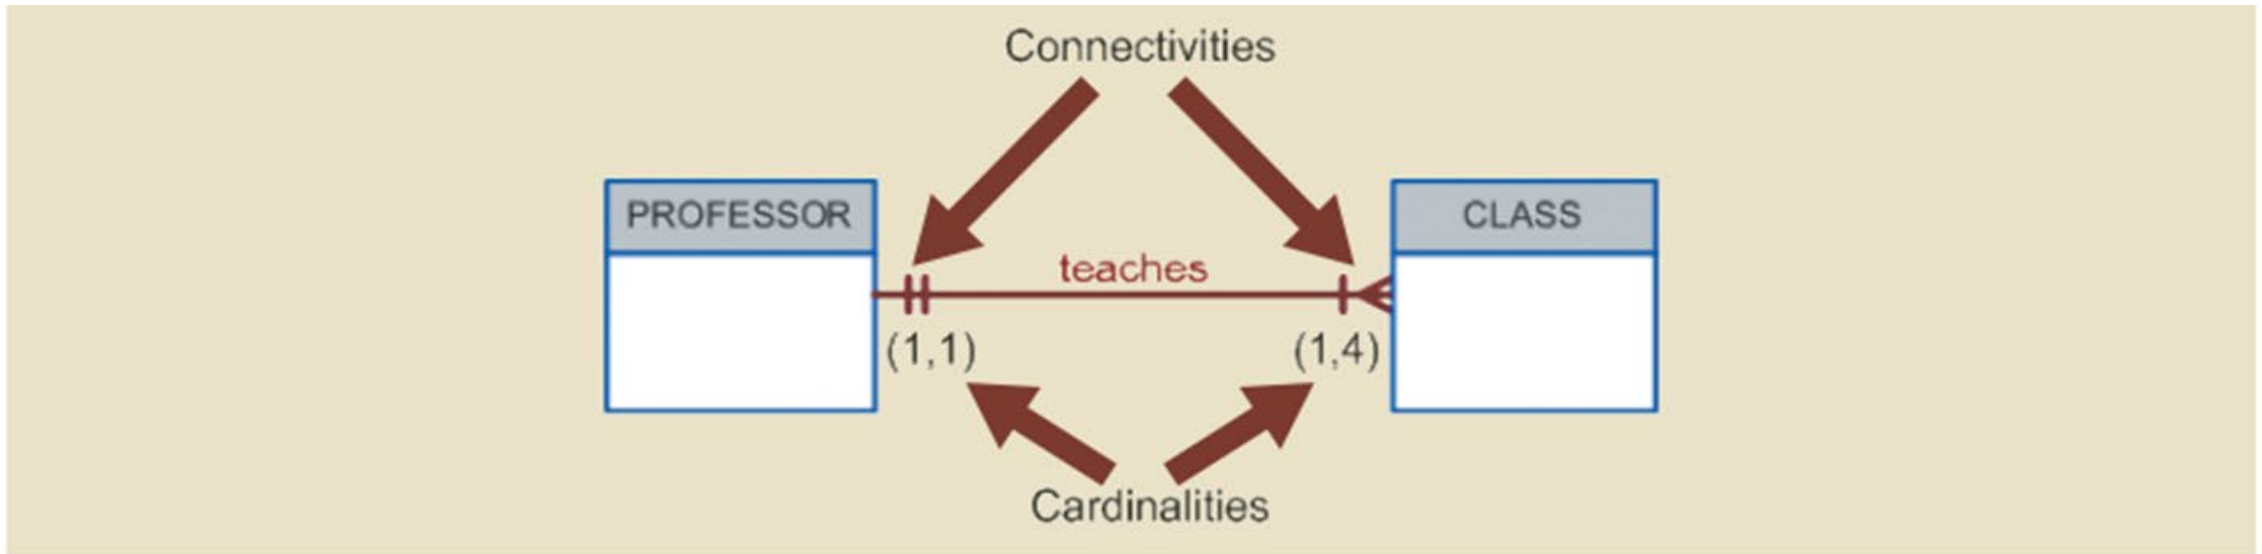 Connectivities
PROFESSOR
CLASS
teaches
(1,1)
(1,4)
Cardinalities